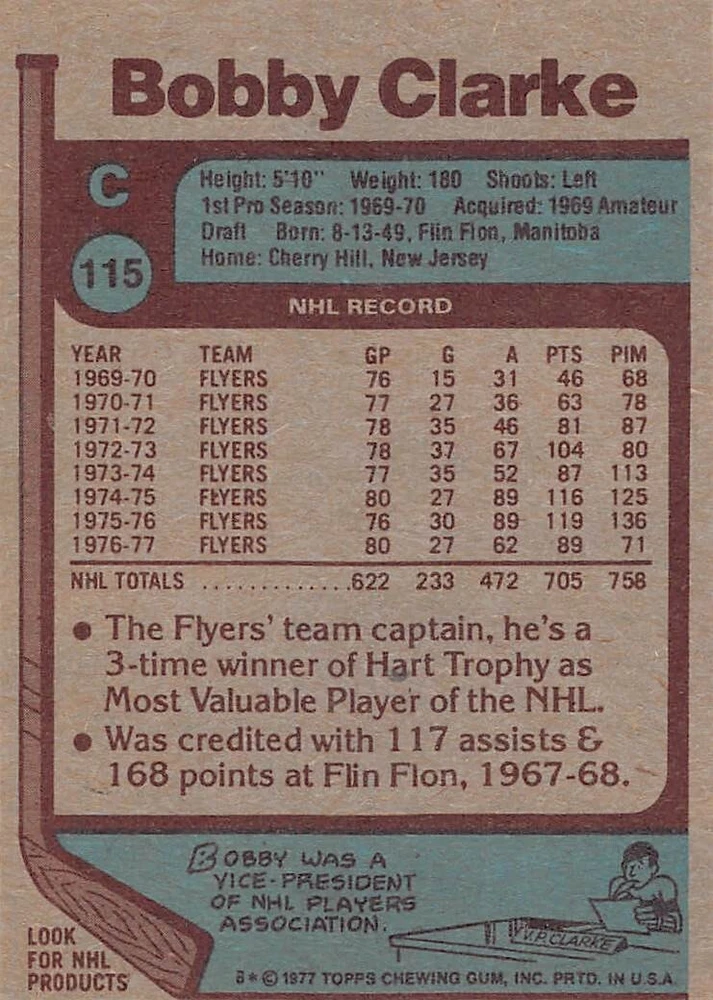 Bobby Clarke
C
115
Height: 5'10" Weight: 180 Shoots: Left
1st Pro Season: 1969-70 Acquired: 1969 Amateur
Draft Born: 8-13-49, Flin Flon, Manitoba
Home: Cherry Hill, New Jersey
NHL RECORD
YEAR TEAM GP G A PTS PIM
1969-70 FLYERS 76 15 31 46 68
1970-71 FLYERS 77 27 36 63 78
1971-72 FLYERS 78 35 46 81 87
1972-73 FLYERS 78 37 67 104 80
1973-74 FLYERS 77 35 52 87 113
1974-75 FLYERS 80 27 89 116 125
1975-76 FLYERS 76 30 89 119 136
1976-77 FLYERS 80 27 62 89 71
NHL TOTALS ..............622 233 472 705 758
• The Flyers' team captain, he's a
3-time winner of Hart Trophy as
Most Valuable Player of the NHL.
• Was credited with 117 assists &
168 points at Flin Flon, 1967-68.
BOBBY WAS A
VICE-PRESIDENT
OF NHL PLAYERS
ASSOCIATION.
V.P. CLARKE
LOOK
FOR NHL
PRODUCTS
B*© 1977 TOPPS CHEWING GUM, INC. PRTD. IN U.S.A.